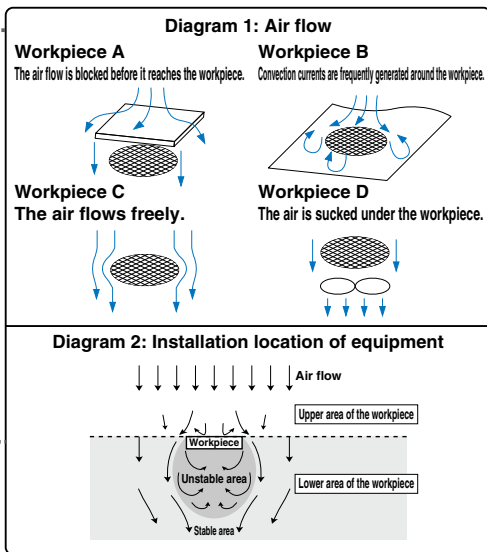 Diagram 1: Air flow
Workpiece A
The air flow is blocked before it reaches the workpiece.
Workpiece B
Convection currents are frequently generated around the workpiece.
Workpiece C
The air flows freely.
Workpiece D
The air is sucked under the workpiece.
Diagram 2: Installation location of equipment
Air flow
Upper area of the workpiece
Workpiece
Unstable area
Lower area of the workpiece
Stable area